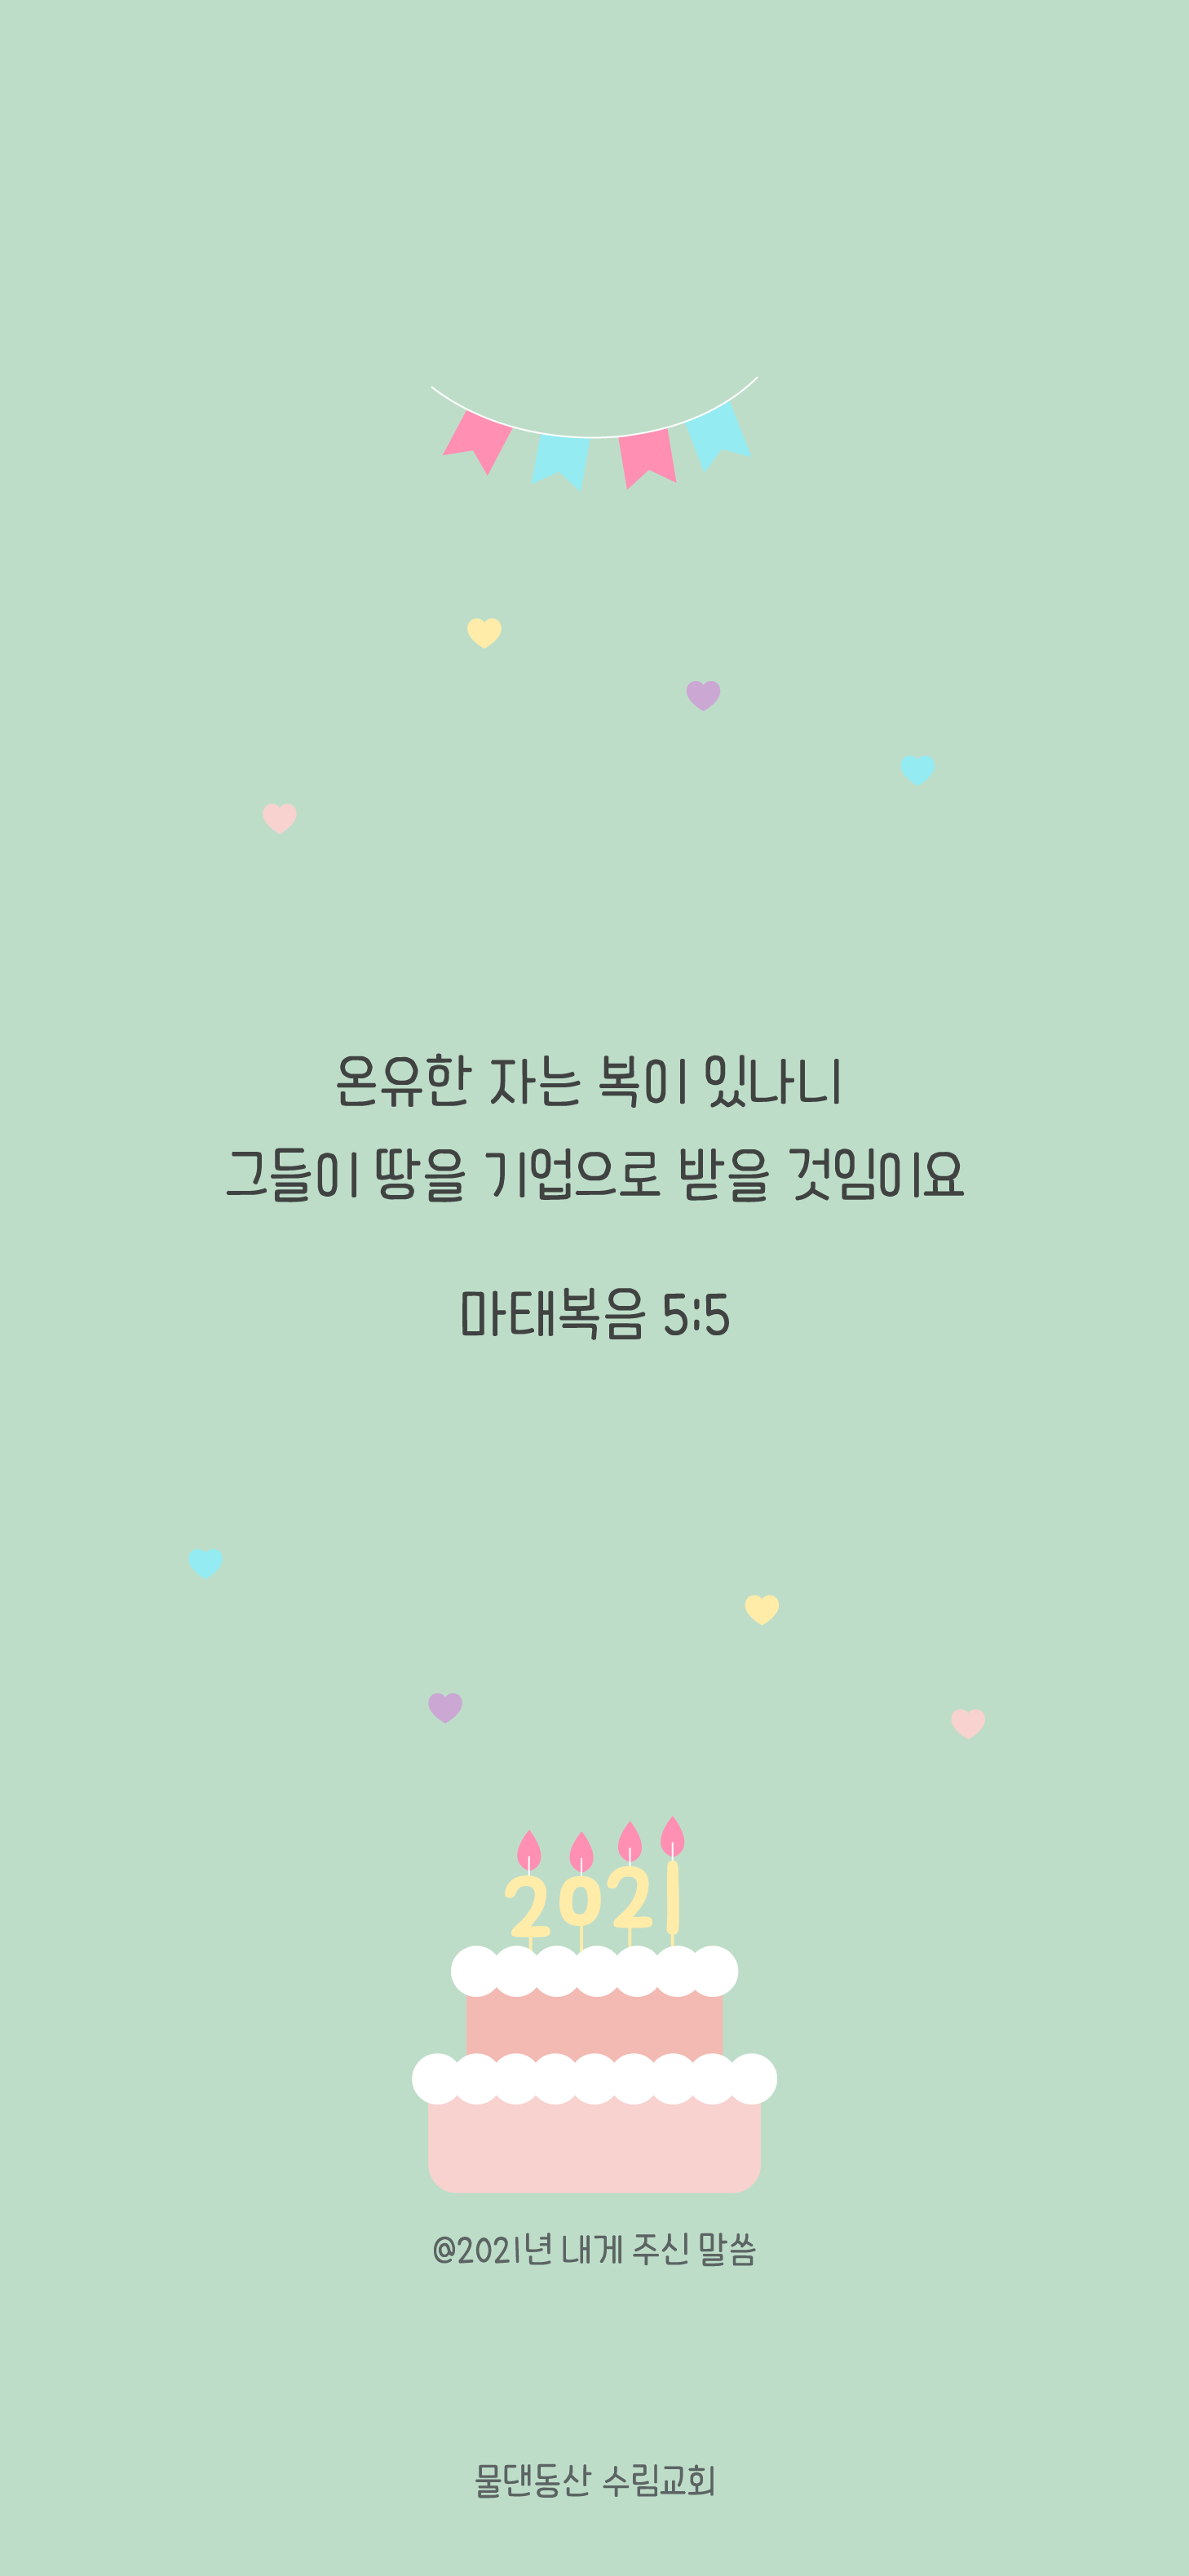 온유한 자는 복이 있나니
그들이 땅을 기업으로 받을 것임이요
마태복음 5:5
2021
@2021년 내게 주신 말씀
물댄동산 수림교회